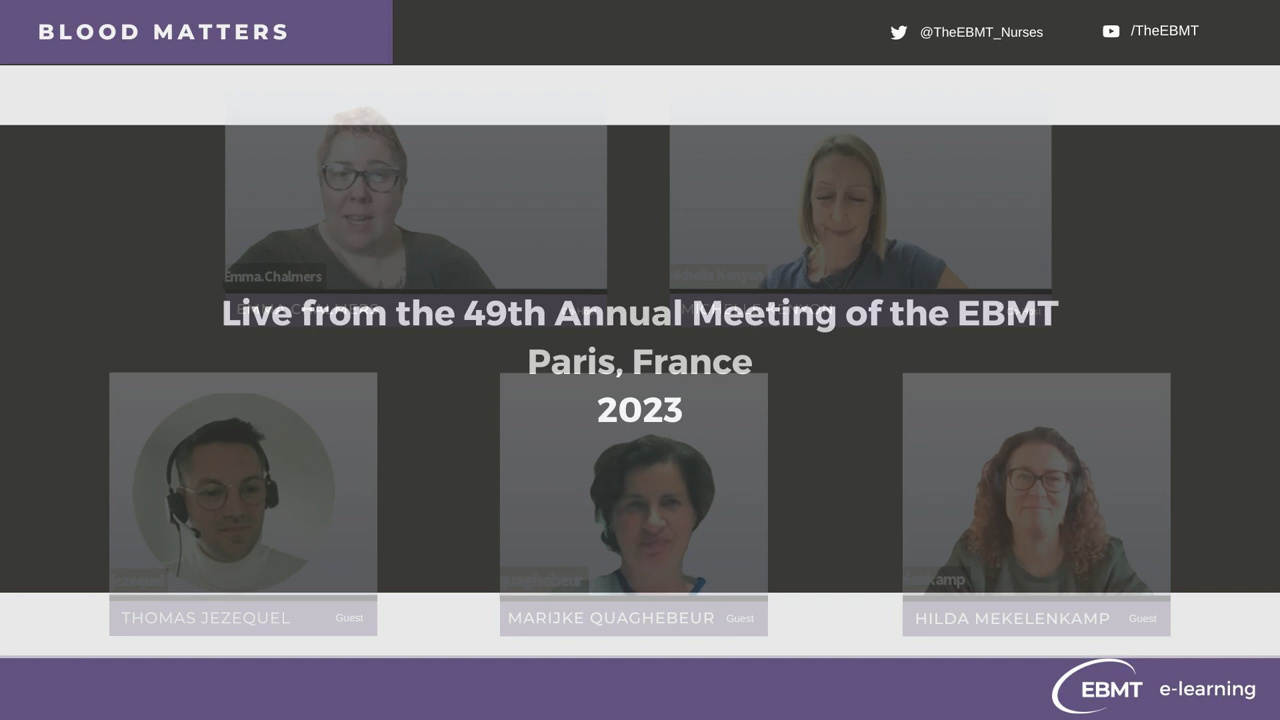 BLOOD MATTERS
@TheEBMT_Nurses
/TheEBMT
Emma.Chalmers
Live from the 49th Annual Meeting of the EBMT
Paris, France
2023
THOMAS JEZEQUEL Guest
MARIJKE QUAGHEBEUR Guest
HILDA MEKELENKAMP Guest
EBMT e-learning